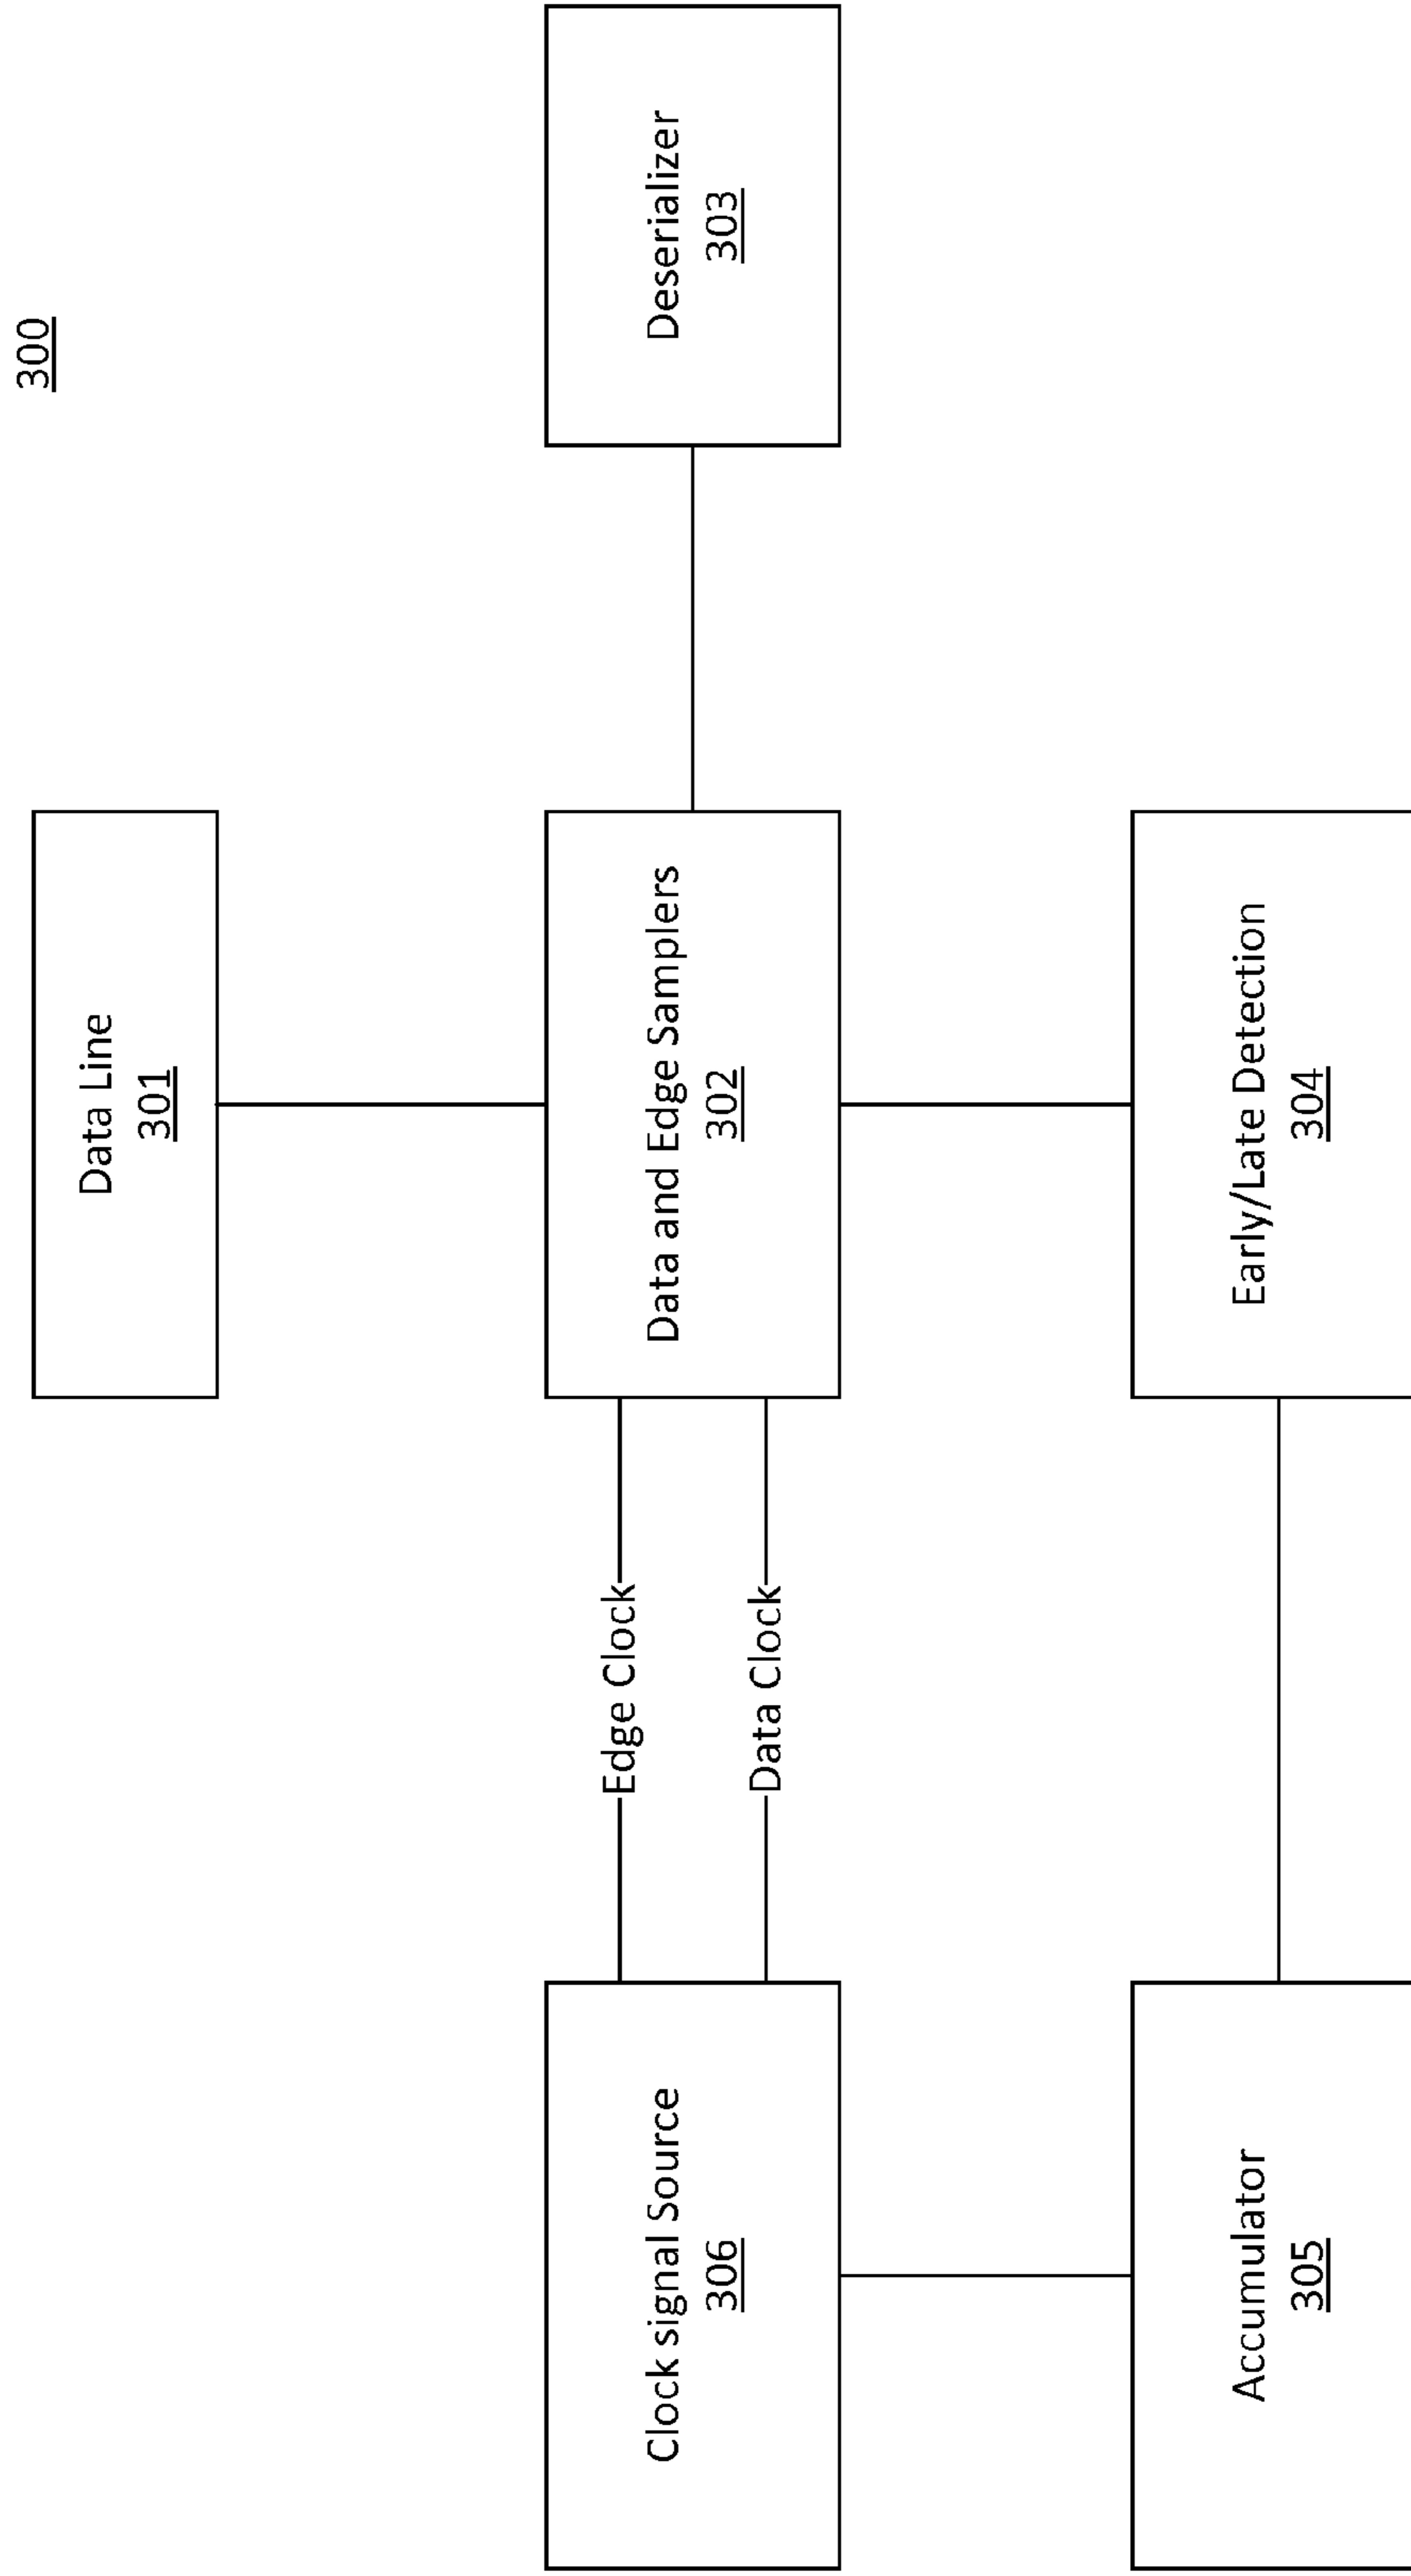 300
Data Line
301
Clock signal Source
306
Edge Clock
Data Clock
Data and Edge Samplers
302
Deserializer
303
Accumulator
305
Early/Late Detection
304